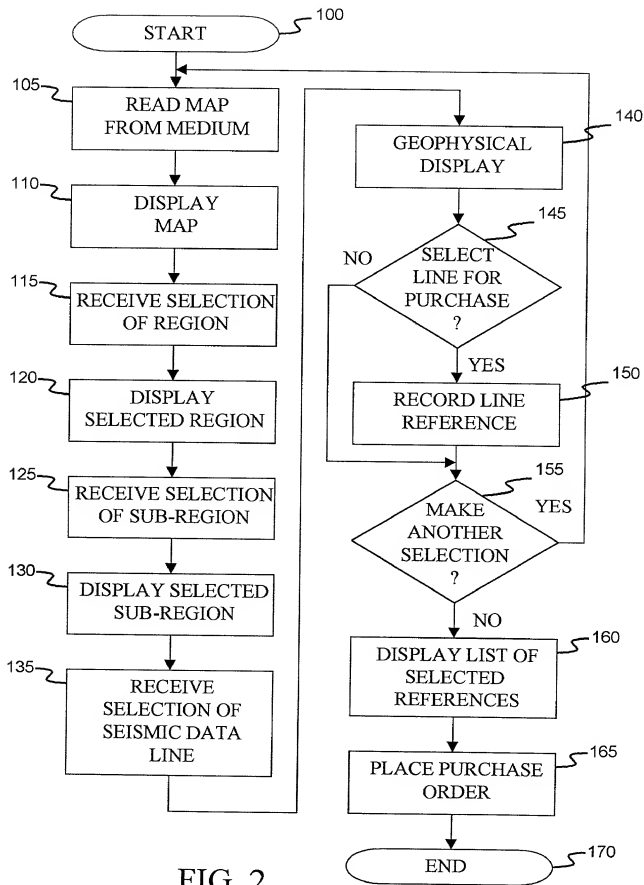 START
100
105
READ MAP
FROM MEDIUM
110
DISPLAY
MAP
115
RECEIVE SELECTION
OF REGION
120
DISPLAY
SELECTED REGION
125
RECEIVE SELECTION
OF SUB-REGION
130
DISPLAY SELECTED
SUB-REGION
135
RECEIVE
SELECTION OF
SEISMIC DATA
LINE
140
GEOPHYSICAL
DISPLAY
145
NO
SELECT
LINE FOR
PURCHASE
?
YES
150
RECORD LINE
REFERENCE
155
YES
MAKE
ANOTHER
SELECTION
?
NO
160
DISPLAY LIST OF
SELECTED
REFERENCES
165
PLACE PURCHASE
ORDER
170
END
FIG. 2